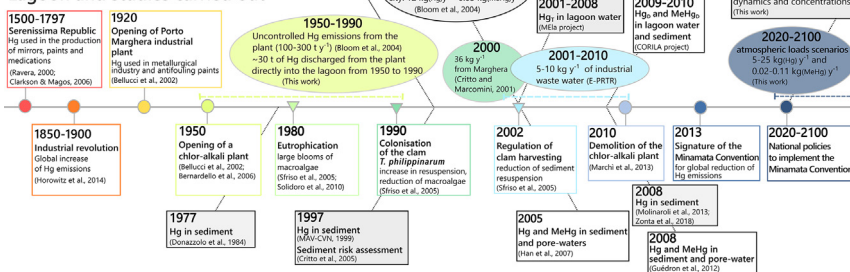 (Bloom et al., 2004)
1500-1797
Serenissima Republic
Hg used in the production
of mirrors, paints and
medications
(Ravera, 2000;
Clarkson & Magos, 2006)
1920
Opening of Porto
Marghera industrial
plant
Hg used in metallurgical
industry and antifouling paints
(Bellucci et al., 2002)
1950-1990
Uncontrolled Hg emissions from the
plant (100-300 t y⁻¹) (Bloom et al., 2004)
~30 t of Hg discharged from the plant
directly into the lagoon from 1950 to 1990
(This work)
2000
36 kg y⁻¹
from Marghera
(Critto and
Marcomini, 2001)
2001-2008
HgT in lagoon water
(MELa project)
2009-2010
HgD and MeHgD
in lagoon water
and sediment
(CORILA project)
dynamics and concentrations
(This work)
2001-2010
5-10 kg y⁻¹ of industrial
waste water (E-PRTR)
2020-2100
atmospheric loads scenarios
5-25 kg(Hg) y⁻¹ and
0.02-0.11 kg(MeHg) y⁻¹
(This work)
1850-1900
Industrial revolution
Global increase
of Hg emissions
(Horowitz et al., 2014)
1950
Opening of a
chlor-alkali plant
(Bellucci et al., 2002;
Bernardello et al., 2006)
1980
Eutrophication
large blooms of
macroalgae
(Sfriso et al., 2005;
Solidoro et al., 2010)
1990
Colonisation
of the clam
T. philippinarum
increase in resuspension,
reduction of macroalgae
(Sfriso et al., 2005)
2002
Regulation of
clam harvesting
reduction of sediment
resuspension
(Sfriso et al., 2005)
2010
Demolition of the
chlor-alkali plant
(Marchi et al., 2013)
2013
Signature of the
Minamata Convention
for global reduction of
Hg emissions
2020-2100
National policies
to implement the
Minamata Convention
1977
Hg in sediment
(Donazzolo et al., 1984)
1997
Hg in sediment
(MAV-CVN, 1999)
Sediment risk assessment
(Critto et al., 2005)
2005
Hg and MeHg in sediment
and pore-waters
(Han et al., 2007)
2008
Hg in sediment
(Molinaroli et al., 2013;
Zonta et al., 2018)
2008
Hg and MeHg in
sediment and pore-water
(Guédron et al., 2012)